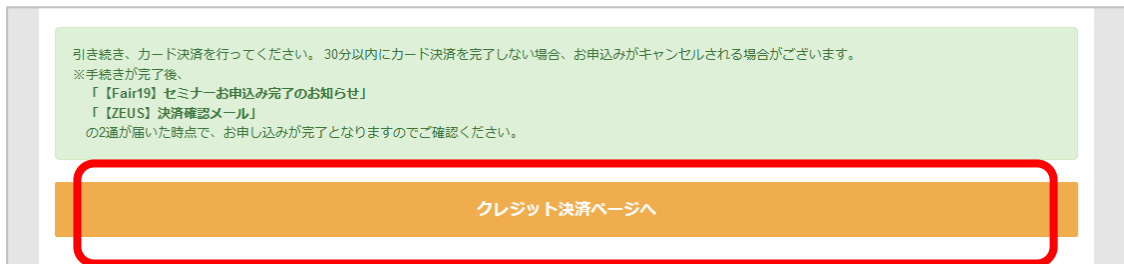 引き続き、カード決済を行ってください。 30分以内にカード決済を完了しない場合、お申込みがキャンセルされる場合がございます。
※手続きが完了後、
「【Fair19】セミナーお申込み完了のお知らせ」
「【ZEUS】決済確認メール」
の2通が届いた時点で、お申し込みが完了となりますのでご確認ください。
クレジット決済ページへ